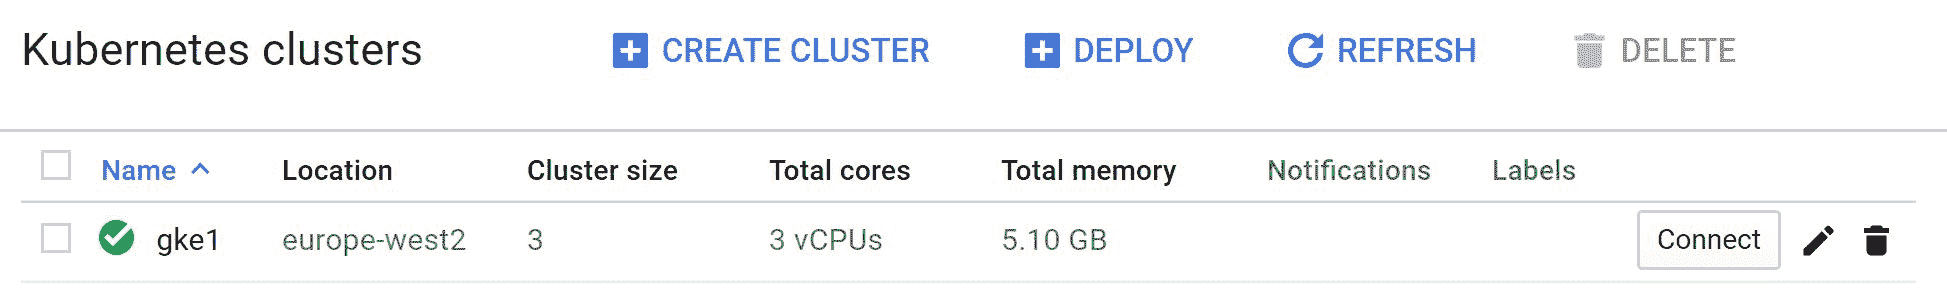 Kubernetes clusters CREATE CLUSTER DEPLOY REFRESH DELETE
Name Location Cluster size Total cores Total memory Notifications Labels
gke1 europe-west2 3 3 vCPUs 5.10 GB Connect